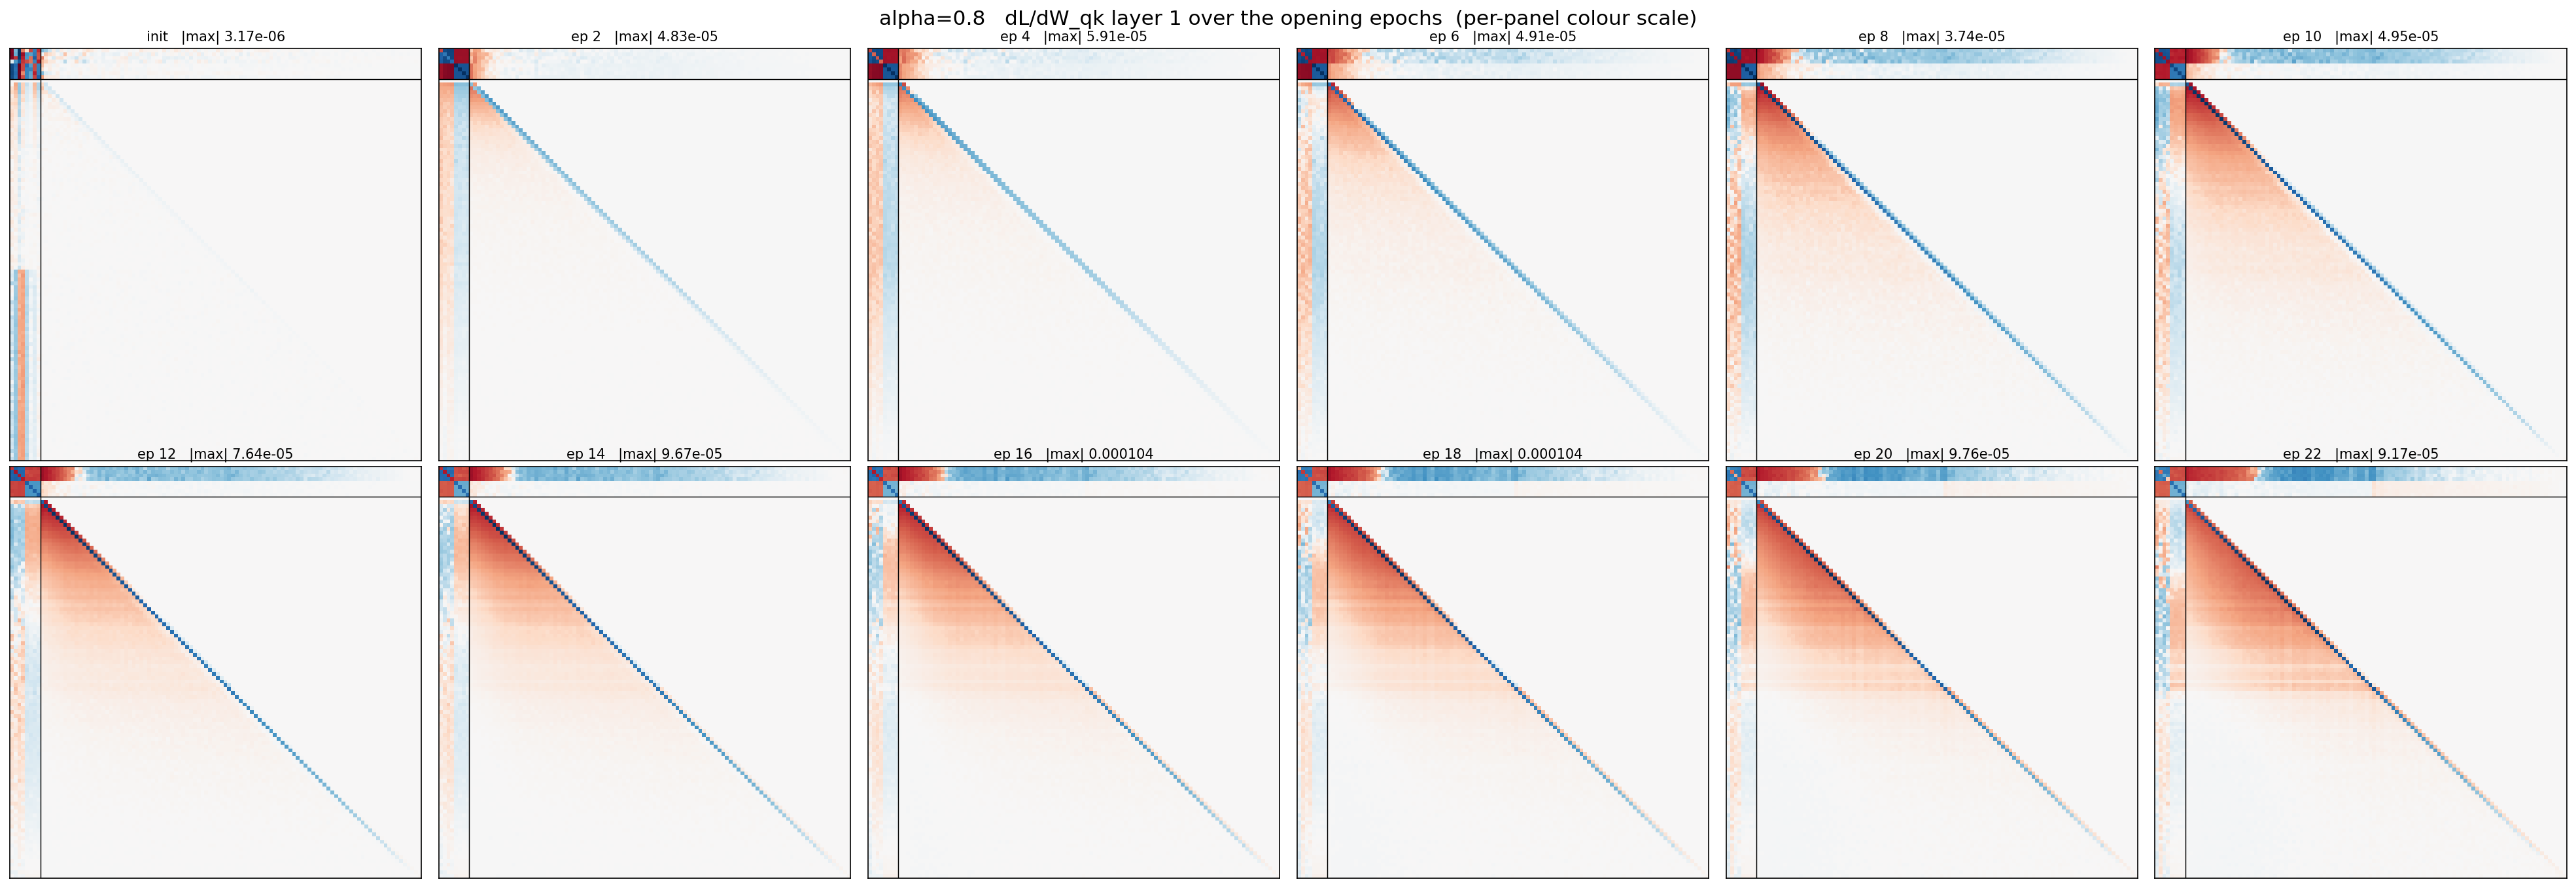 alpha=0.8   dL/dW_qk layer 1 over the opening epochs  (per-panel colour scale)
init   |max| 3.17e-06
ep 2   |max| 4.83e-05
ep 4   |max| 5.91e-05
ep 6   |max| 4.91e-05
ep 8   |max| 3.74e-05
ep 10   |max| 4.95e-05
ep 12   |max| 7.64e-05
ep 14   |max| 9.67e-05
ep 16   |max| 0.000104
ep 18   |max| 0.000104
ep 20   |max| 9.76e-05
ep 22   |max| 9.17e-05